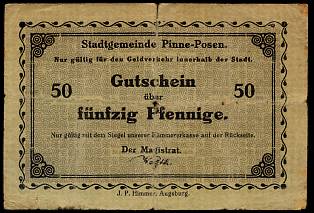 Stadtgemeinde Pinne-Posen.
Nur gültig für den Geldverkehr innerhalb der Stadt.
Gutschein
50 über 50
fünfzig Pfennige.
Nur gültig mit dem Siegel unserer Kämmereikasse auf der Rückseite.
Der Magistrat.
J. P. Himmer, Augsburg.